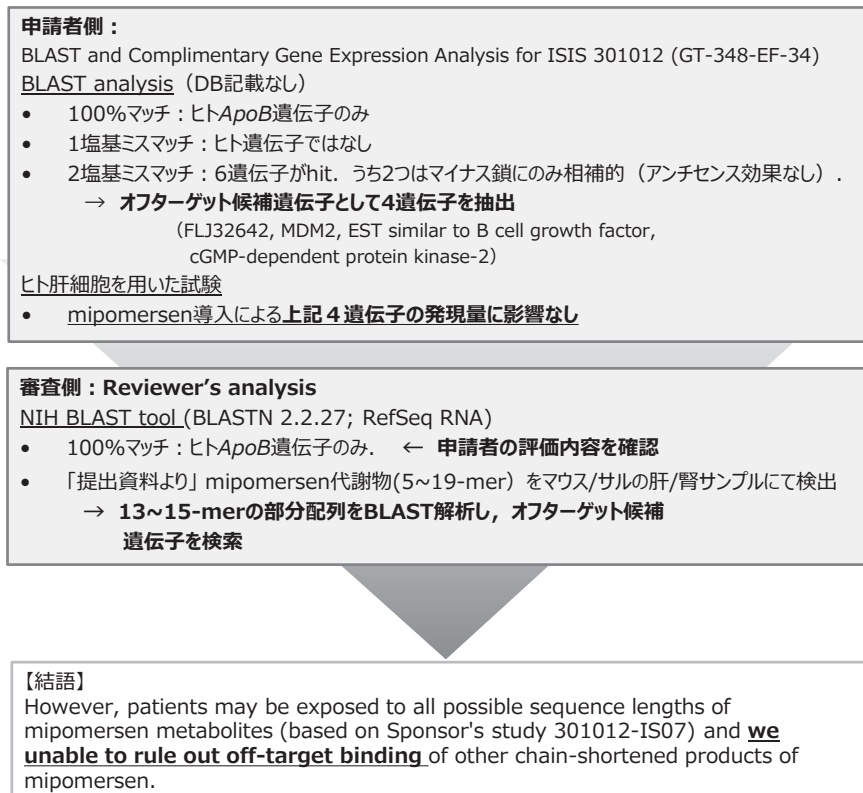 申請者側：
BLAST and Complimentary Gene Expression Analysis for ISIS 301012 (GT-348-EF-34)
BLAST analysis（DB記載なし）
• 100%マッチ：ヒトApoB遺伝子のみ
• 1塩基ミスマッチ：ヒト遺伝子ではなし
• 2塩基ミスマッチ：6遺伝子がhit．うち2つはマイナス鎖にのみ相補的（アンチセンス効果なし）．
→ オフターゲット候補遺伝子として4遺伝子を抽出
（FLJ32642, MDM2, EST similar to B cell growth factor,
cGMP-dependent protein kinase-2）
ヒト肝細胞を用いた試験
• mipomersen導入による上記４遺伝子の発現量に影響なし
審査側：Reviewer's analysis
NIH BLAST tool (BLASTN 2.2.27; RefSeq RNA)
• 100%マッチ：ヒトApoB遺伝子のみ． ← 申請者の評価内容を確認
• 「提出資料より」mipomersen代謝物(5~19-mer）をマウス/サルの肝/腎サンプルにて検出
→ 13~15-merの部分配列をBLAST解析し，オフターゲット候補
遺伝子を検索
【結語】
However, patients may be exposed to all possible sequence lengths of
mipomersen metabolites (based on Sponsor's study 301012-IS07) and we
unable to rule out off-target binding of other chain-shortened products of
mipomersen.